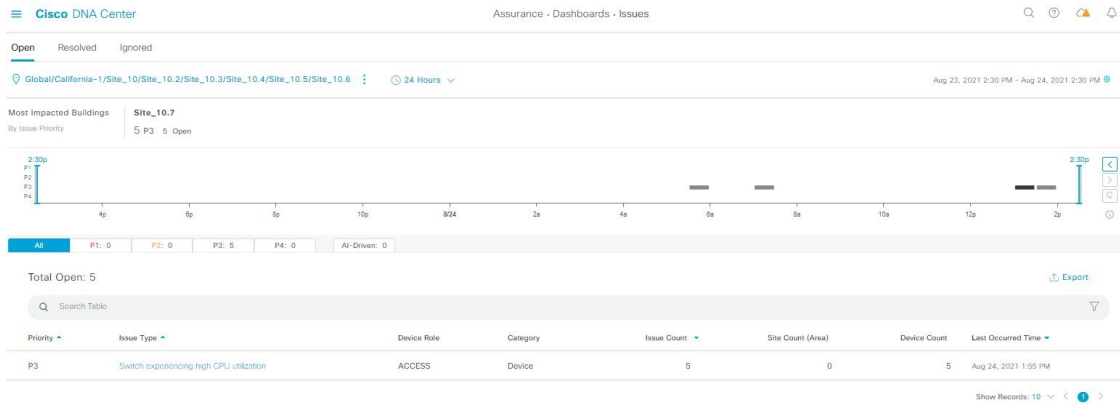 Cisco DNA Center
Assurance · Dashboards · Issues
Open Resolved Ignored
Global/California-1/Site_10/Site_10.2/Site_10.3/Site_10.4/Site_10.5/Site_10.6 24 Hours Aug 23, 2021 2:30 PM - Aug 24, 2021 2:30 PM
Most Impacted Buildings Site_10.7
By Issue Priority 5 P3 5 Open
2:30p 2:30p
P1
P2
P3
P4
4p 6p 8p 10p 8/24 2a 4a 6a 8a 10a 12p 2p
All P1: 0 P2: 0 P3: 5 P4: 0 AI-Driven: 0
Total Open: 5 Export
Search Table
Priority Issue Type Device Role Category Issue Count Site Count (Area) Device Count Last Occurred Time
P3 Switch experiencing high CPU utilization ACCESS Device 5 0 5 Aug 24, 2021 1:55 PM
Show Records: 10 1